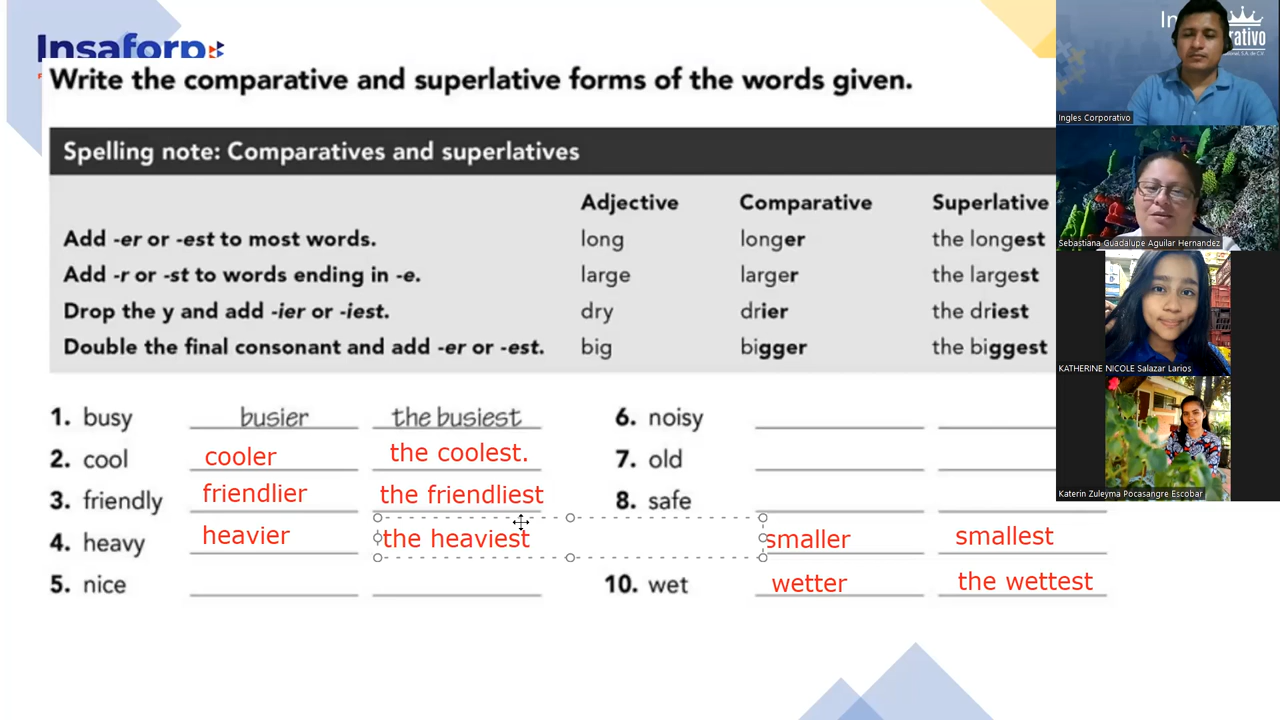 Insaforp
Write the comparative and superlative forms of the words given.
Spelling note: Comparatives and superlatives
Adjective Comparative Superlative
Add -er or -est to most words. long longer the longest
Add -r or -st to words ending in -e. large larger the largest
Drop the y and add -ier or -iest. dry drier the driest
Double the final consonant and add -er or -est. big bigger the biggest
1. busy busier the busiest
2. cool cooler the coolest.
3. friendly friendlier the friendliest
4. heavy heavier the heaviest
5. nice
6. noisy
7. old
8. safe
smaller smallest
10. wet wetter the wettest
Ingles Corporativo
Sebastiana Guadalupe Aguilar Hernandez
KATHERINE NICOLE Salazar Larios
Katerin Zuleyma Pocasangre Escobar